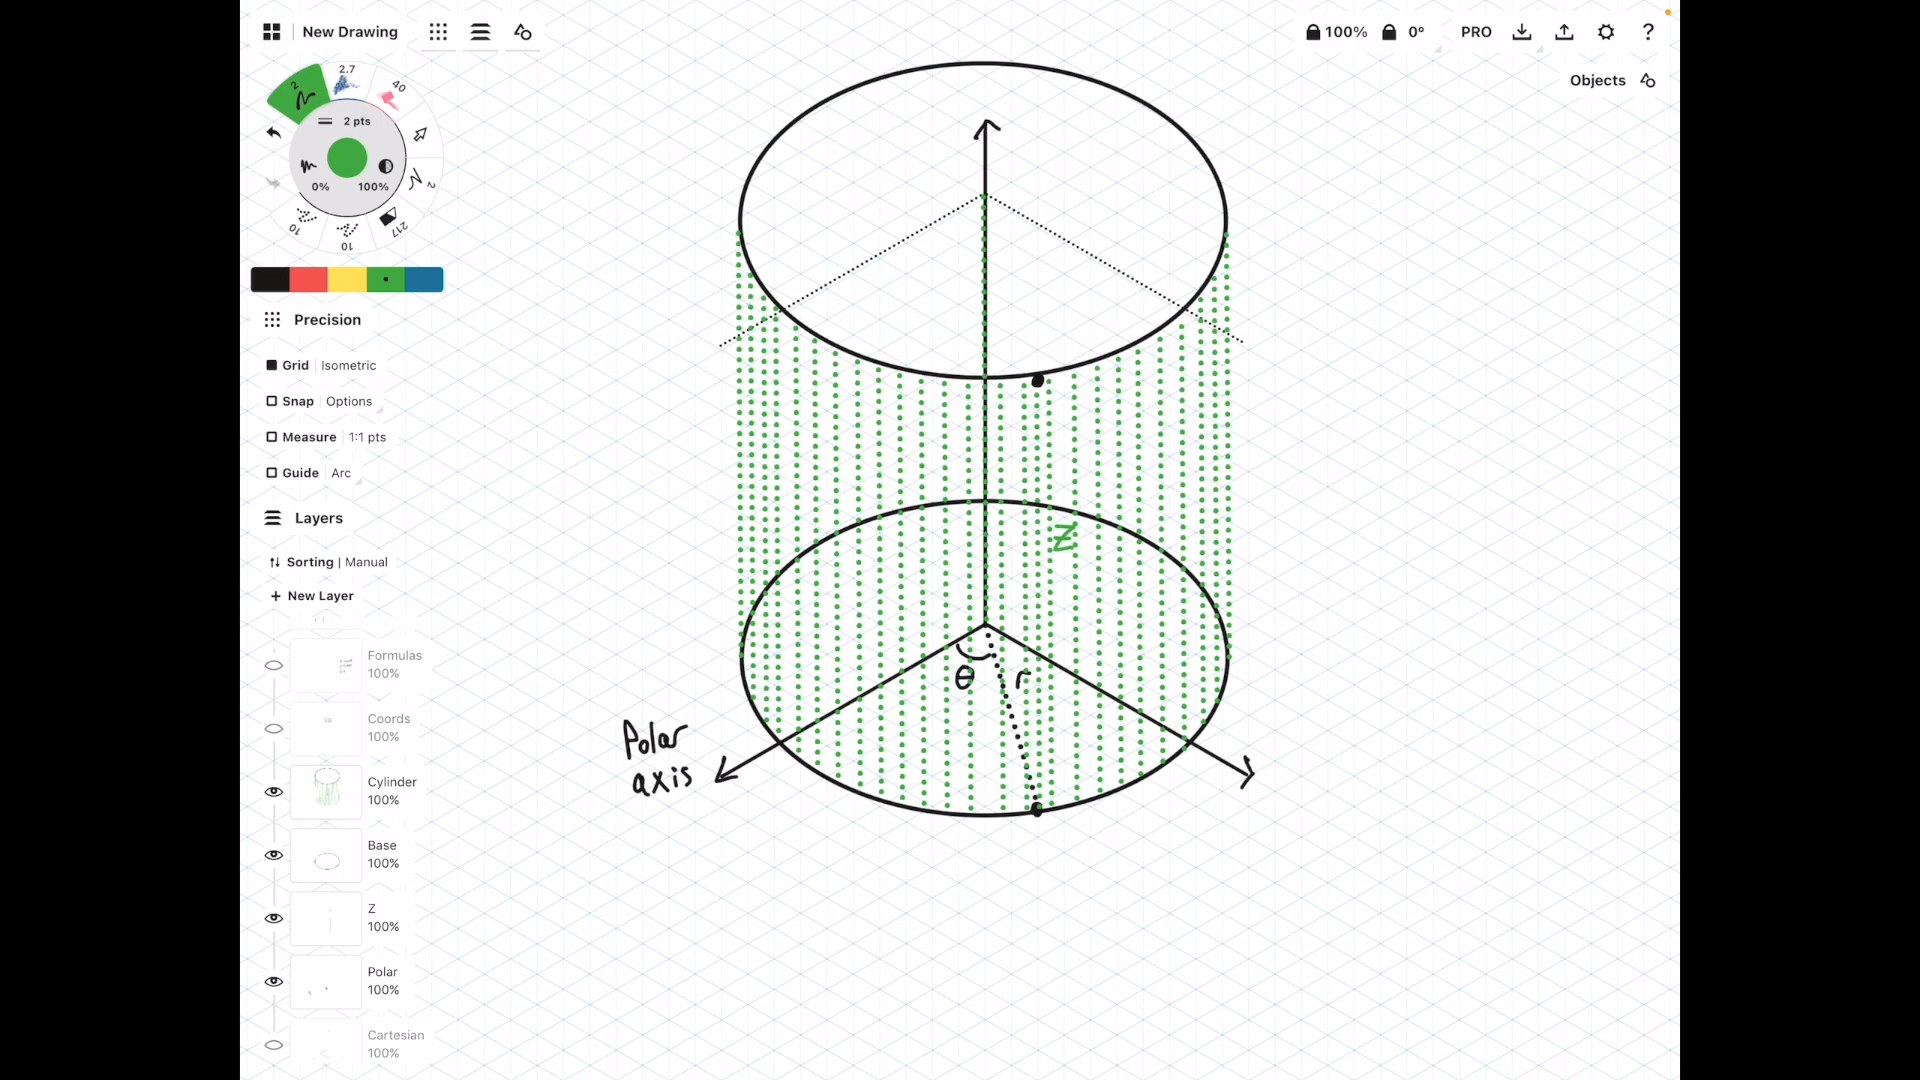 New Drawing
100%
0°
PRO
?
Objects
2
2.7
40
2 pts
0%
100%
2
10
10
217
Precision
Grid | Isometric
Snap | Options
Measure | 1:1 pts
Guide | Arc
Layers
Sorting | Manual
+ New Layer
Formulas
100%
Coords
100%
Cylinder
100%
Base
100%
Z
100%
Polar
100%
Cartesian
100%
Z
θ
r
Polar
axis